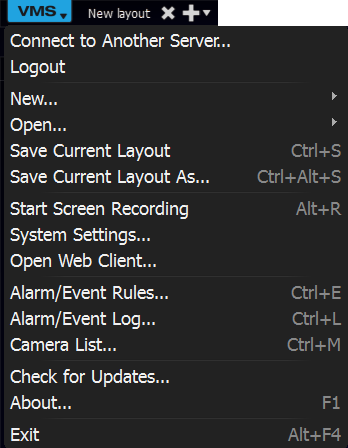 VMS New layout
Connect to Another Server...
Logout
New...
Open...
Save Current Layout Ctrl+S
Save Current Layout As... Ctrl+Alt+S
Start Screen Recording Alt+R
System Settings...
Open Web Client...
Alarm/Event Rules... Ctrl+E
Alarm/Event Log... Ctrl+L
Camera List... Ctrl+M
Check for Updates...
About... F1
Exit Alt+F4